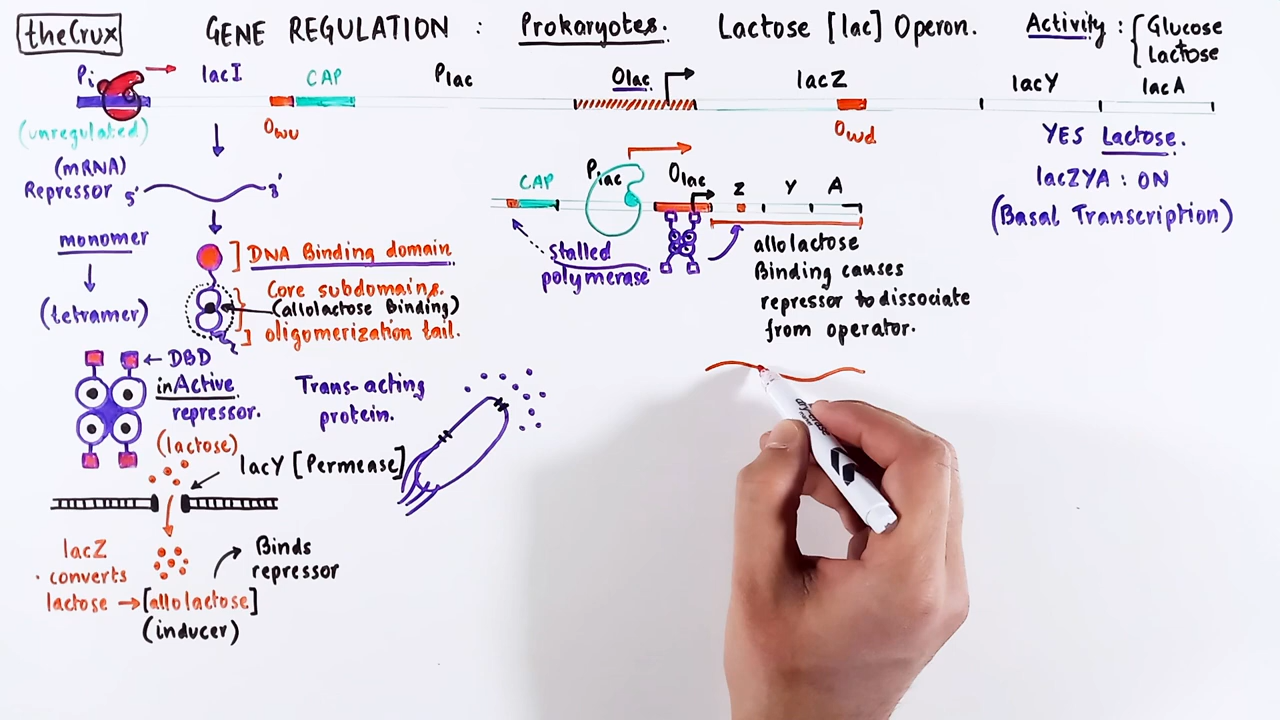 theCrux
GENE REGULATION : Prokaryotes. Lactose [lac] Operon.
Activity : { Glucose
Lactose
Pi
lacI
CAP
Plac
Olac
lacZ
lacY
lacA
(unregulated)
Owu
Owd
YES Lactose.
lacZYA : ON
(Basal Transcription)
(mRNA)
Repressor 5' 3'
CAP
Plac
Olac
Z Y A
stalled
polymerase
allolactose
Binding causes
repressor to dissociate
from operator.
monomer
(tetramer)
] DNA Binding domain
Core subdomains.
(allolactose Binding)
] oligomerization tail.
← DBD
inActive
repressor.
Trans-acting
protein.
(lactose)
lacY [Permease]
lacZ
converts
lactose → [allolactose]
(inducer)
Binds
repressor